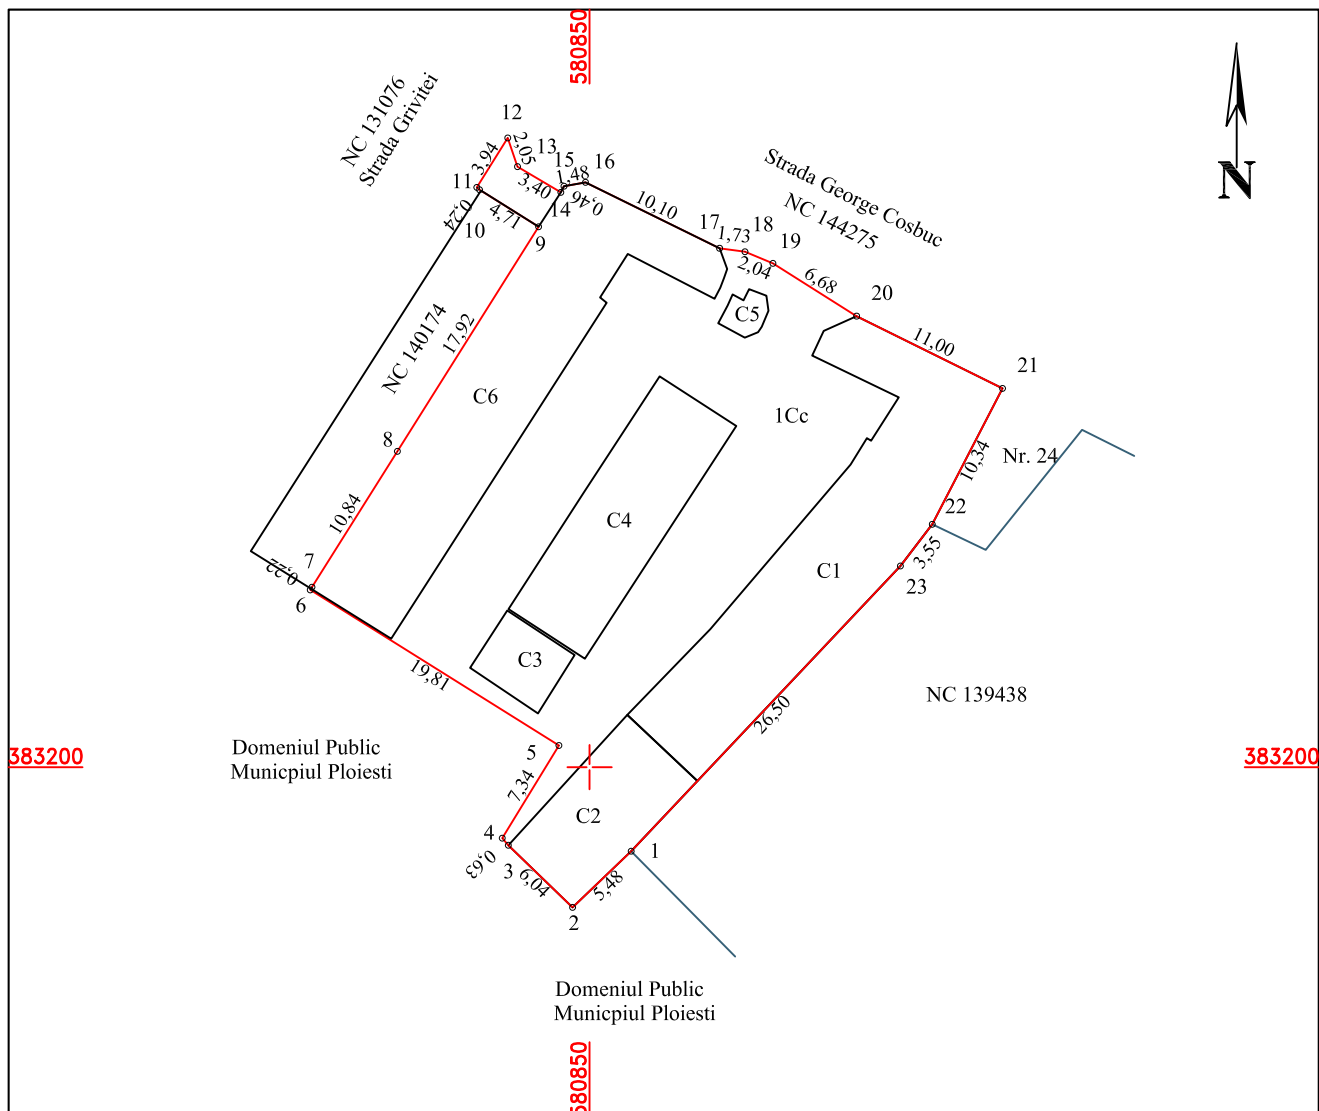 580850
NC 131076
Strada Grivitei
12
2,05
13
3,94
15
16
11
3,40
1,48
0,46
0,24
4,71
14
10
9
10,10
Strada George Cosbuc
NC 144275
17
1,73
18
19
2,04
C5
6,68
20
11,00
21
17,92
NC 140174
C6
1Cc
8
10,34
Nr. 24
10,84
C4
22
3,55
7
0,22
6
C1
23
C3
19,81
26,50
NC 139438
5
Domeniul Public
Municpiul Ploiesti
383200
383200
7,34
C2
4
0,63
3
1
6,04
5,48
2
Domeniul Public
Municpiul Ploiesti
580850
N